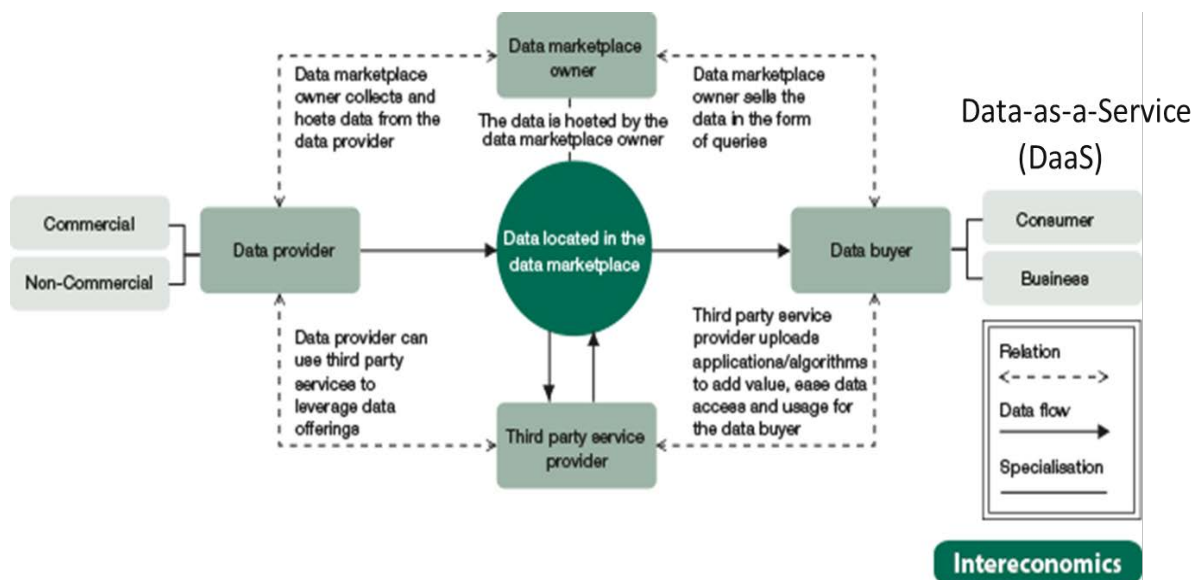 Data marketplace
owner
Data marketplace
owner collects and
hosts data from the
data provider
The data is hosted by the
data marketplace owner
Data marketplace
owner sells the
data in the form
of queries
Data-as-a-Service
(DaaS)
Commercial
Non-Commercial
Data provider
Data located in the
data marketplace
Data buyer
Consumer
Business
Data provider can
use third party
services to
leverage data
offerings
Third party service
provider
Third party service
provider uploads
applications/algorithms
to add value, ease data
access and usage for
the data buyer
Relation
Data flow
Specialisation
Intereconomics